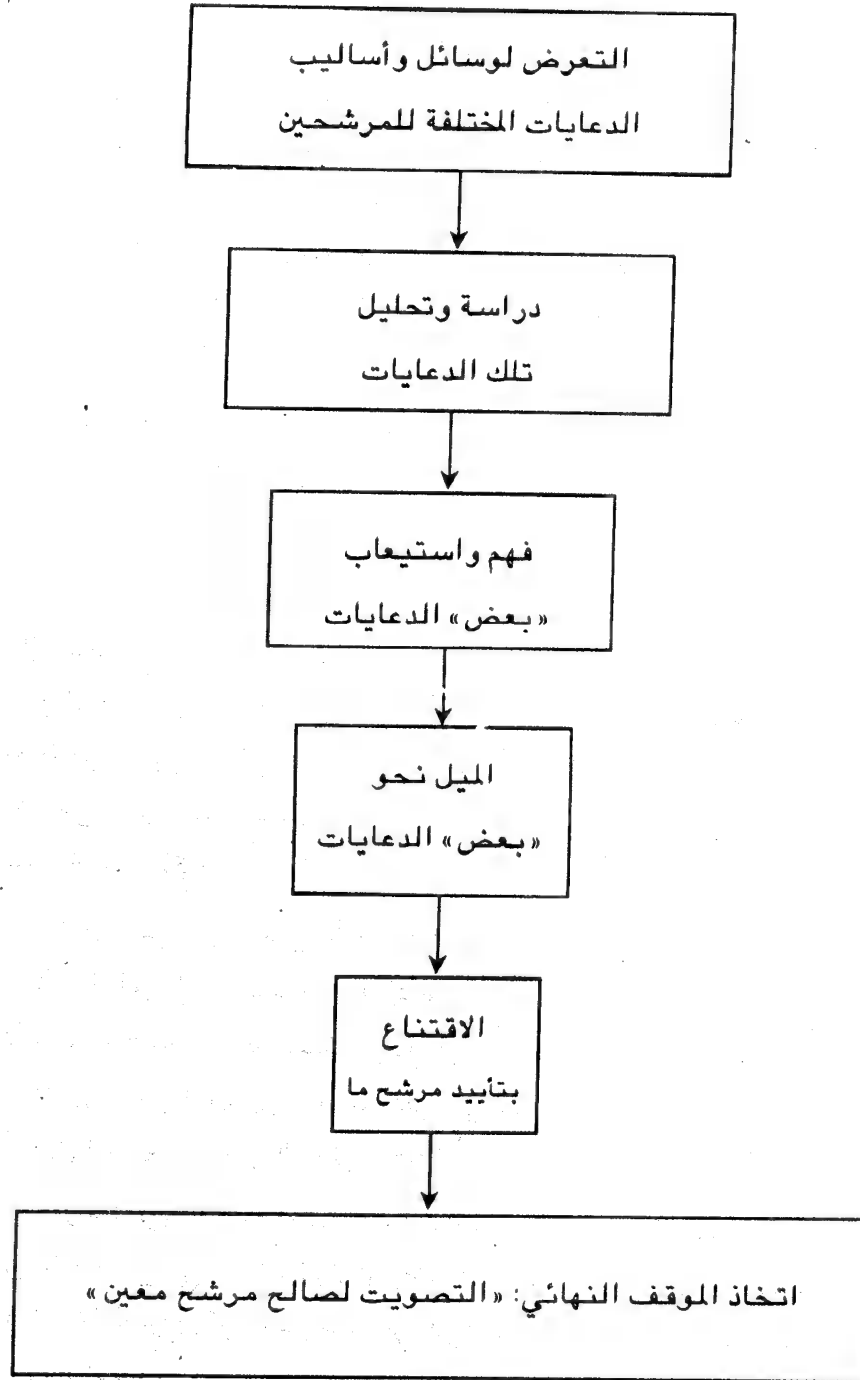 التعرض لوسائل وأساليب
الدعايات المختلفة للمرشحين
دراسة وتحليل
تلك الدعايات
فهم واستيعاب
«بعض» الدعايات
الميل نحو
«بعض» الدعايات
الاقتناع
بتأييد مرشح ما
اتخاذ الموقف النهائي: «التصويت لصالح مرشح معين»